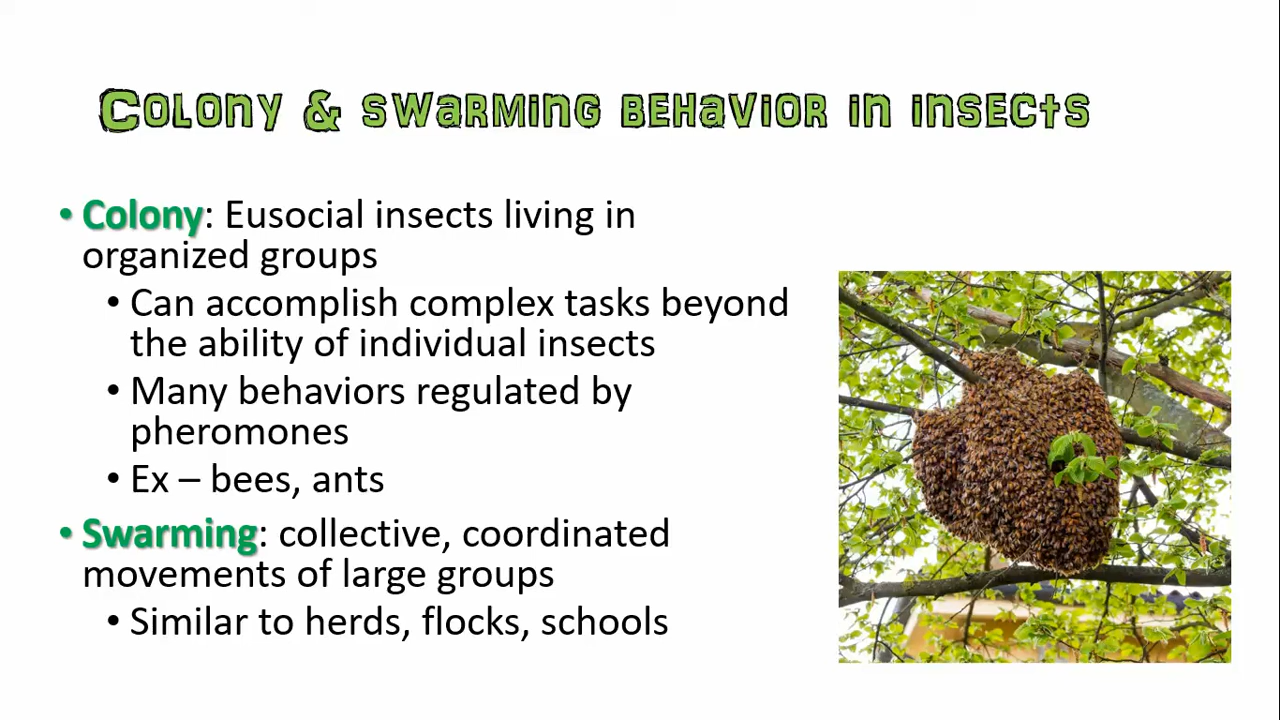 Colony & swarming behavior in insects
• Colony: Eusocial insects living in
organized groups
• Can accomplish complex tasks beyond
the ability of individual insects
• Many behaviors regulated by
pheromones
• Ex – bees, ants
• Swarming: collective, coordinated
movements of large groups
• Similar to herds, flocks, schools